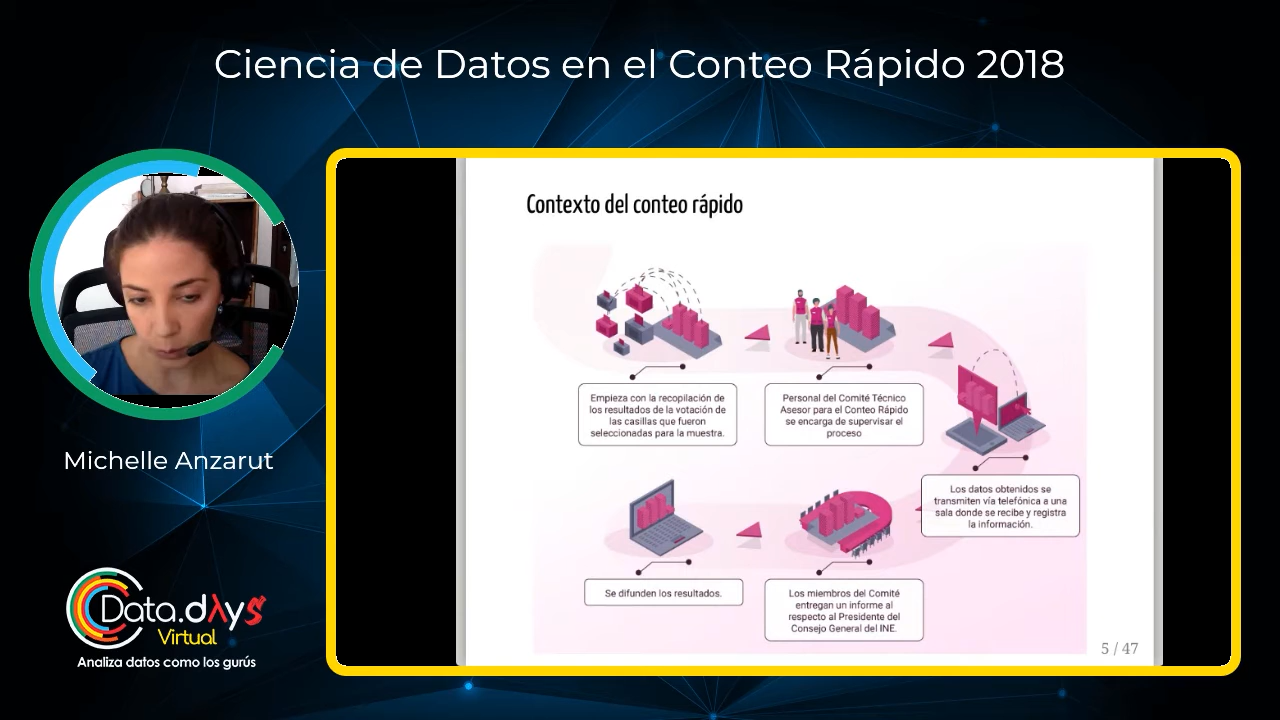 Ciencia de Datos en el Conteo Rápido 2018
Contexto del conteo rápido
Empieza con la recopilación de
los resultados de la votación de
las casillas que fueron
seleccionadas para la muestra.
Personal del Comité Técnico
Asesor para el Conteo Rápido
se encarga de supervisar el
proceso
Los datos obtenidos se
transmiten vía telefónica a una
sala donde se recibe y registra
la información.
Se difunden los resultados.
Los miembros del Comité
entregan un informe al
respecto al Presidente del
Consejo General del INE.
5 / 47
Michelle Anzarut
Data.dλys
Virtual
Analiza datos como los gurús